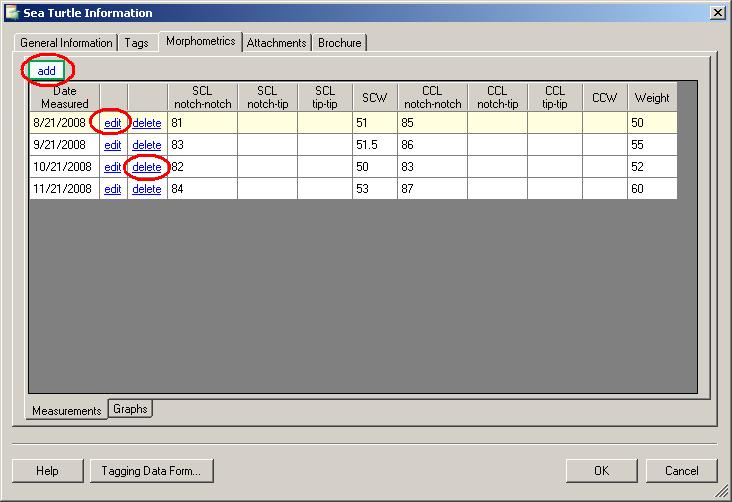 Sea Turtle Information
General Information Tags Morphometrics Attachments Brochure
add
Date Measured SCL notch-notch SCL notch-tip SCL tip-tip SCW CCL notch-notch CCL notch-tip CCL tip-tip CCW Weight
8/21/2008 edit delete 81 51 85 50
9/21/2008 edit delete 83 51.5 86 55
10/21/2008 edit delete 82 50 83 52
11/21/2008 edit delete 84 53 87 60
Measurements Graphs
Help Tagging Data Form... OK Cancel